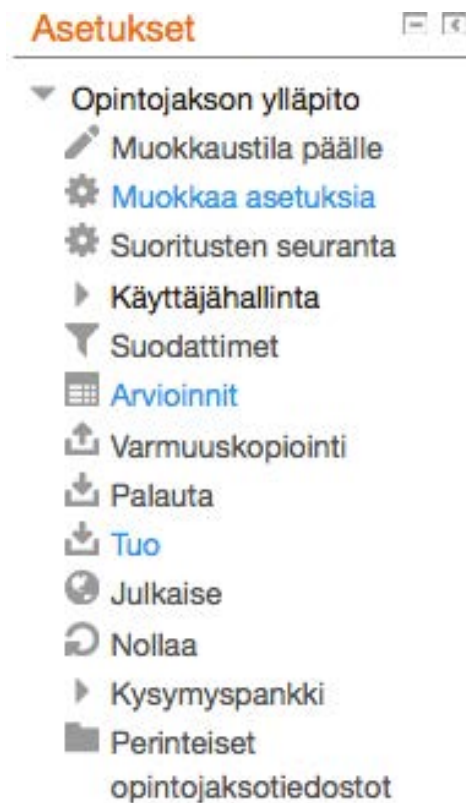 Asetukset
Opintojakson ylläpito
Muokkaustila päälle
Muokkaa asetuksia
Suoritusten seuranta
Käyttäjähallinta
Suodattimet
Arvioinnit
Varmuuskopiointi
Palauta
Tuo
Julkaise
Nollaa
Kysymyspankki
Perinteiset
opintojaksotiedostot